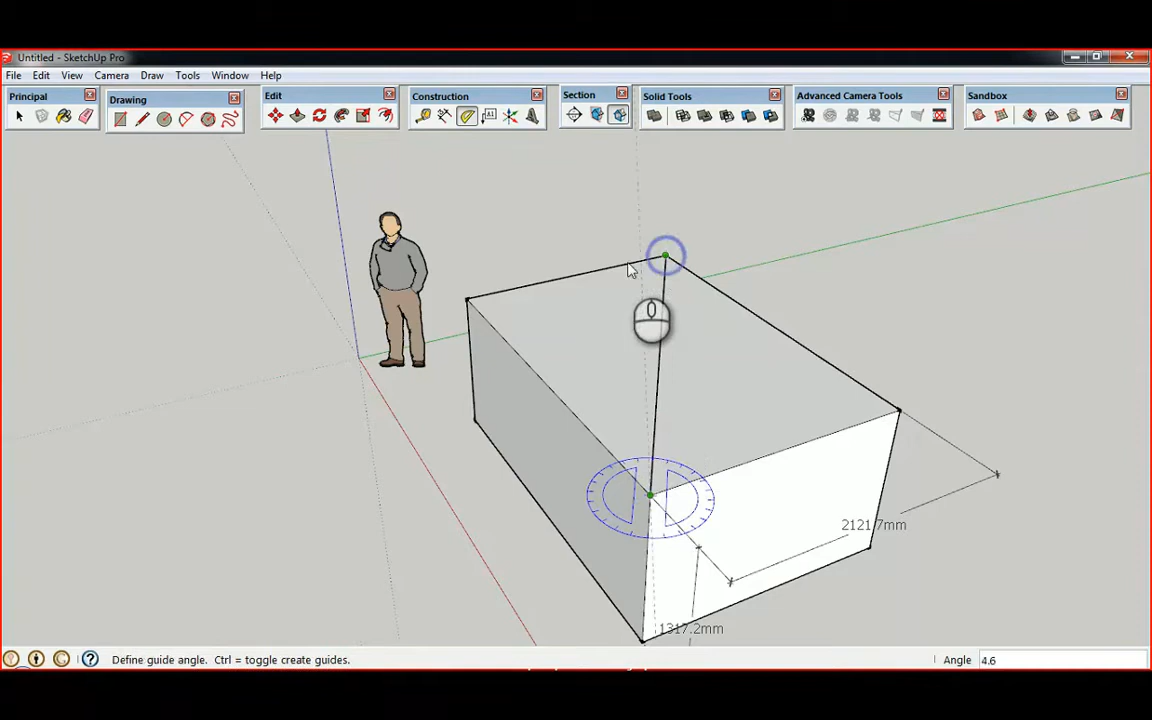 Untitled - SketchUp Pro
File Edit View Camera Draw Tools Window Help
Principal
Drawing
Edit
Construction
Section
Solid Tools
Advanced Camera Tools
Sandbox
A1
2121.7mm
1317.2mm
Define guide angle. Ctrl = toggle create guides.
Angle 4.6